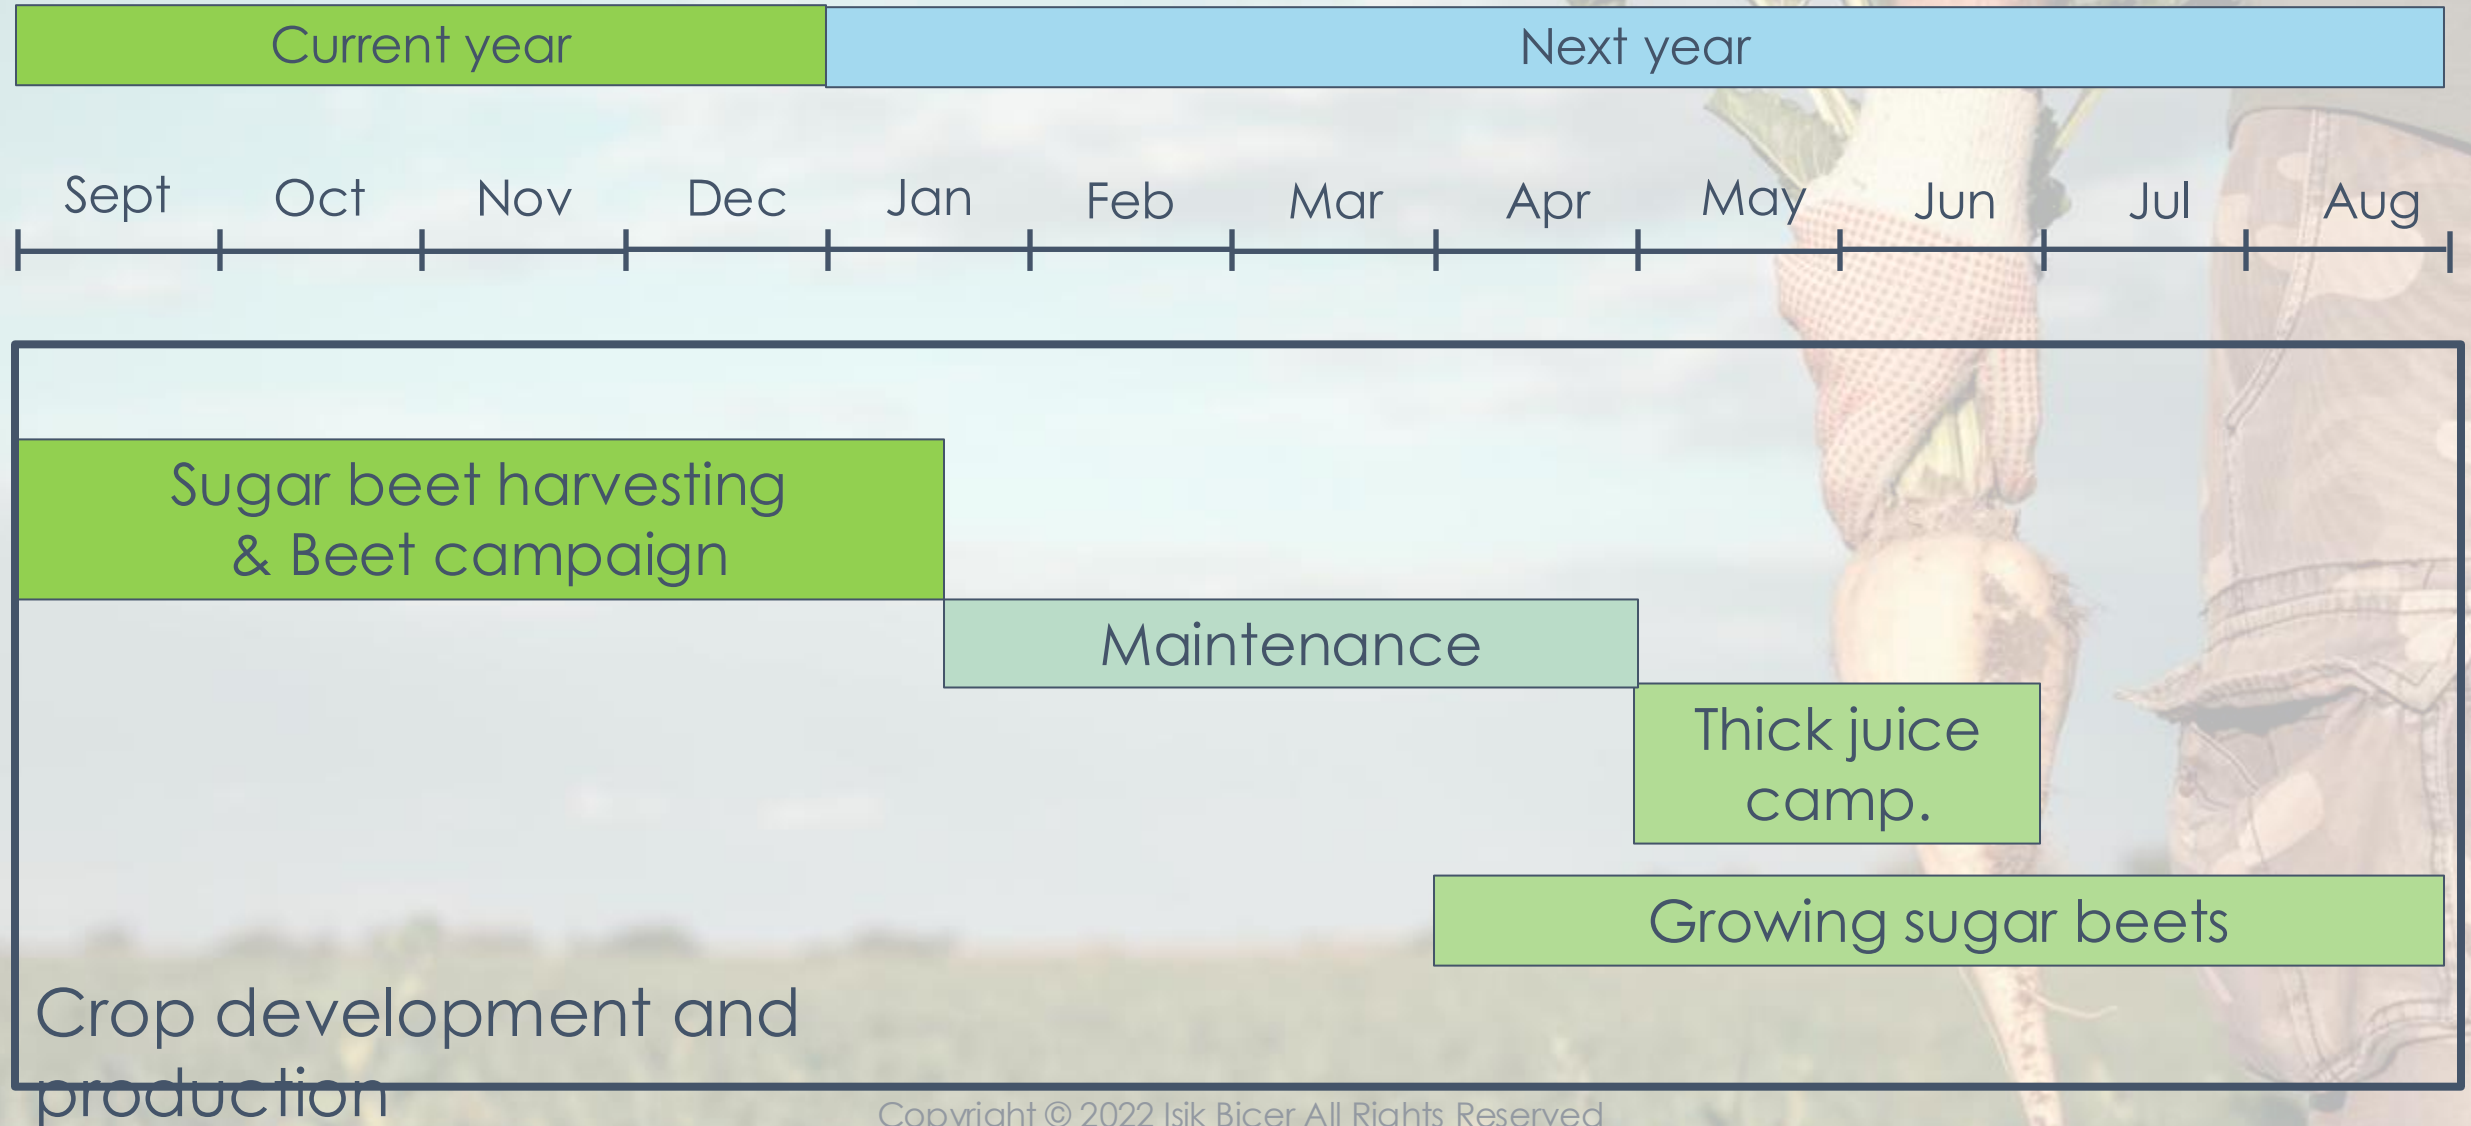 Current year
Next year
Sept Oct Nov Dec Jan Feb Mar Apr May Jun Jul Aug
Sugar beet harvesting
& Beet campaign
Maintenance
Thick juice
camp.
Growing sugar beets
Crop development and
production
Copyright © 2022 Isik Bicer All Rights Reserved